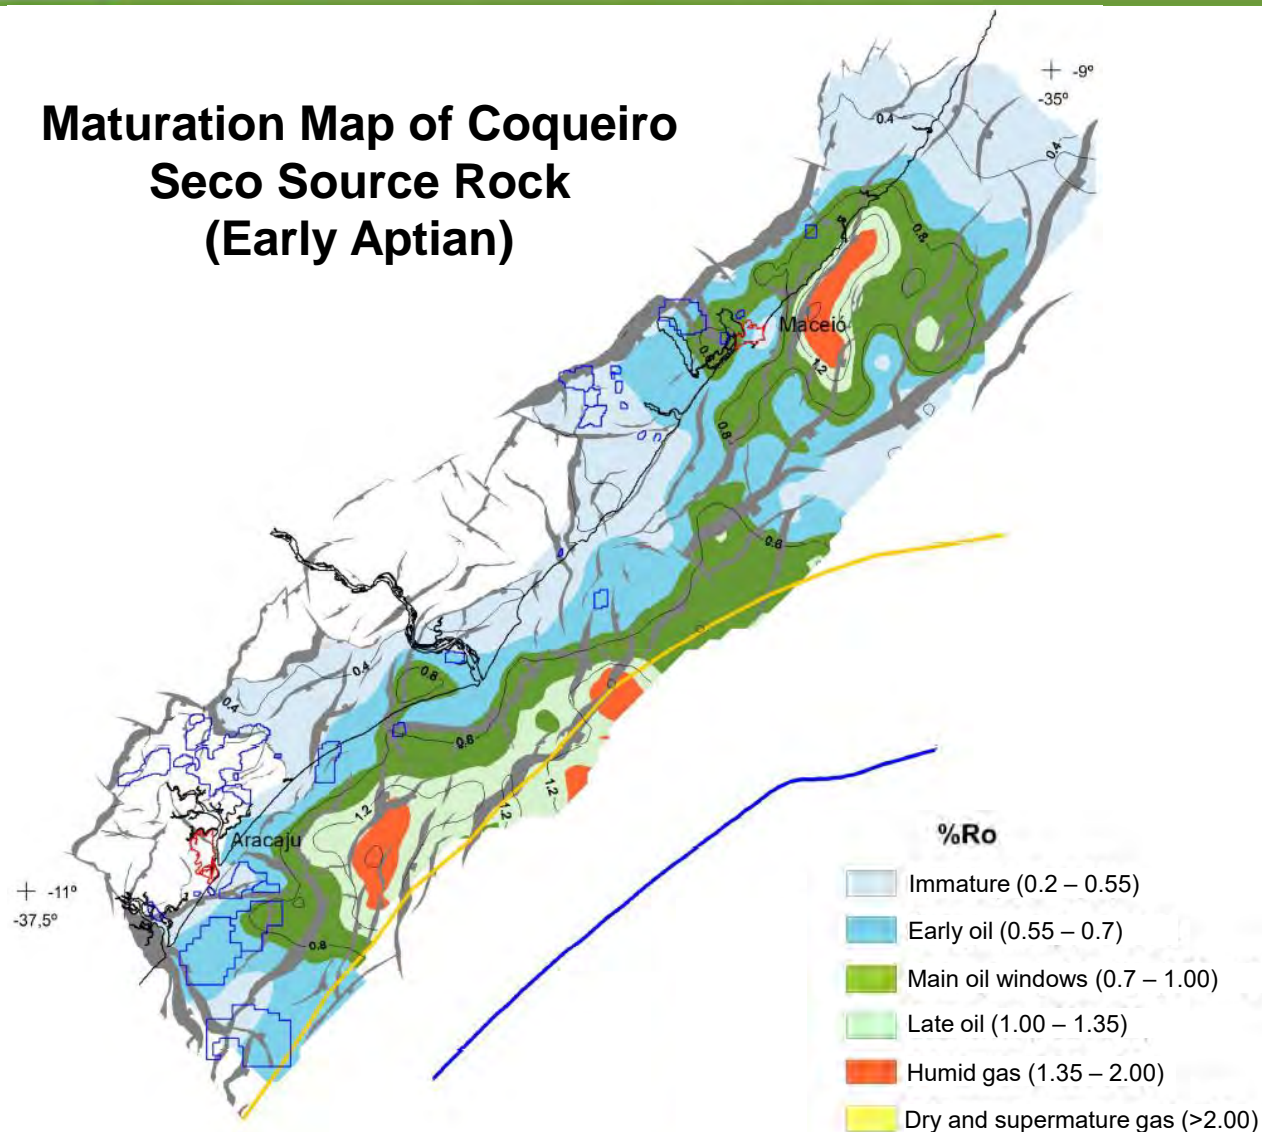 Maturation Map of Coqueiro
Seco Source Rock
(Early Aptian)
-9º
-35º
0.4
0.4
0.8
Maceió
0.8
1.2
0.8
0.8
0.4
0.8
0.4
0.8
1.2
1.2
1.2
Aracaju
-11º
-37,5º
0.8
%Ro
Immature (0.2 – 0.55)
Early oil (0.55 – 0.7)
Main oil windows (0.7 – 1.00)
Late oil (1.00 – 1.35)
Humid gas (1.35 – 2.00)
Dry and supermature gas (>2.00)